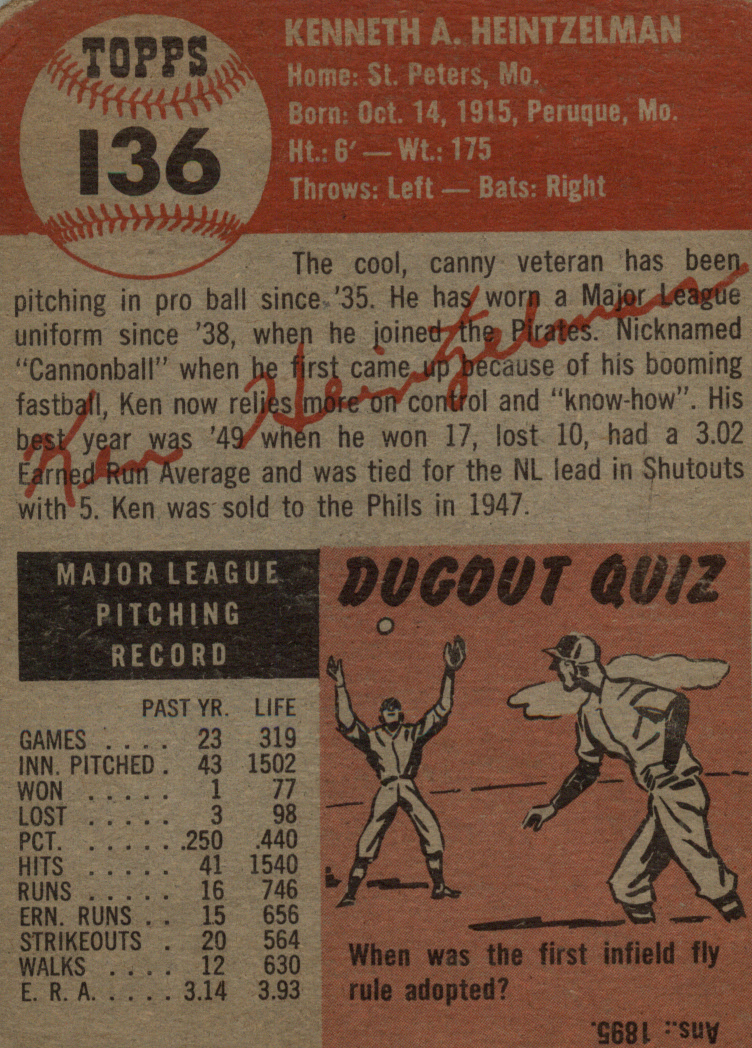 TOPPS
136
KENNETH A. HEINTZELMAN
Home: St. Peters, Mo.
Born: Oct. 14, 1915, Peruque, Mo.
Ht.: 6′ — Wt.: 175
Throws: Left — Bats: Right
The cool, canny veteran has been
pitching in pro ball since '35. He has worn a Major League
uniform since '38, when he joined the Pirates. Nicknamed
"Cannonball" when he first came up because of his booming
fastball, Ken now relies more on control and "know-how". His
best year was '49 when he won 17, lost 10, had a 3.02
Earned Run Average and was tied for the NL lead in Shutouts
with 5. Ken was sold to the Phils in 1947.
Ken Heintzelman
MAJOR LEAGUE
PITCHING
RECORD
PAST YR. LIFE
GAMES . . . . 23 319
INN. PITCHED . 43 1502
WON . . . . . 1 77
LOST . . . . . 3 98
PCT. . . . . . .250 .440
HITS . . . . . 41 1540
RUNS . . . . . 16 746
ERN. RUNS . . 15 656
STRIKEOUTS . 20 564
WALKS . . . . 12 630
E. R. A. . . . . 3.14 3.93
DUGOUT QUIZ
When was the first infield fly
rule adopted?
Ans.: 1895.